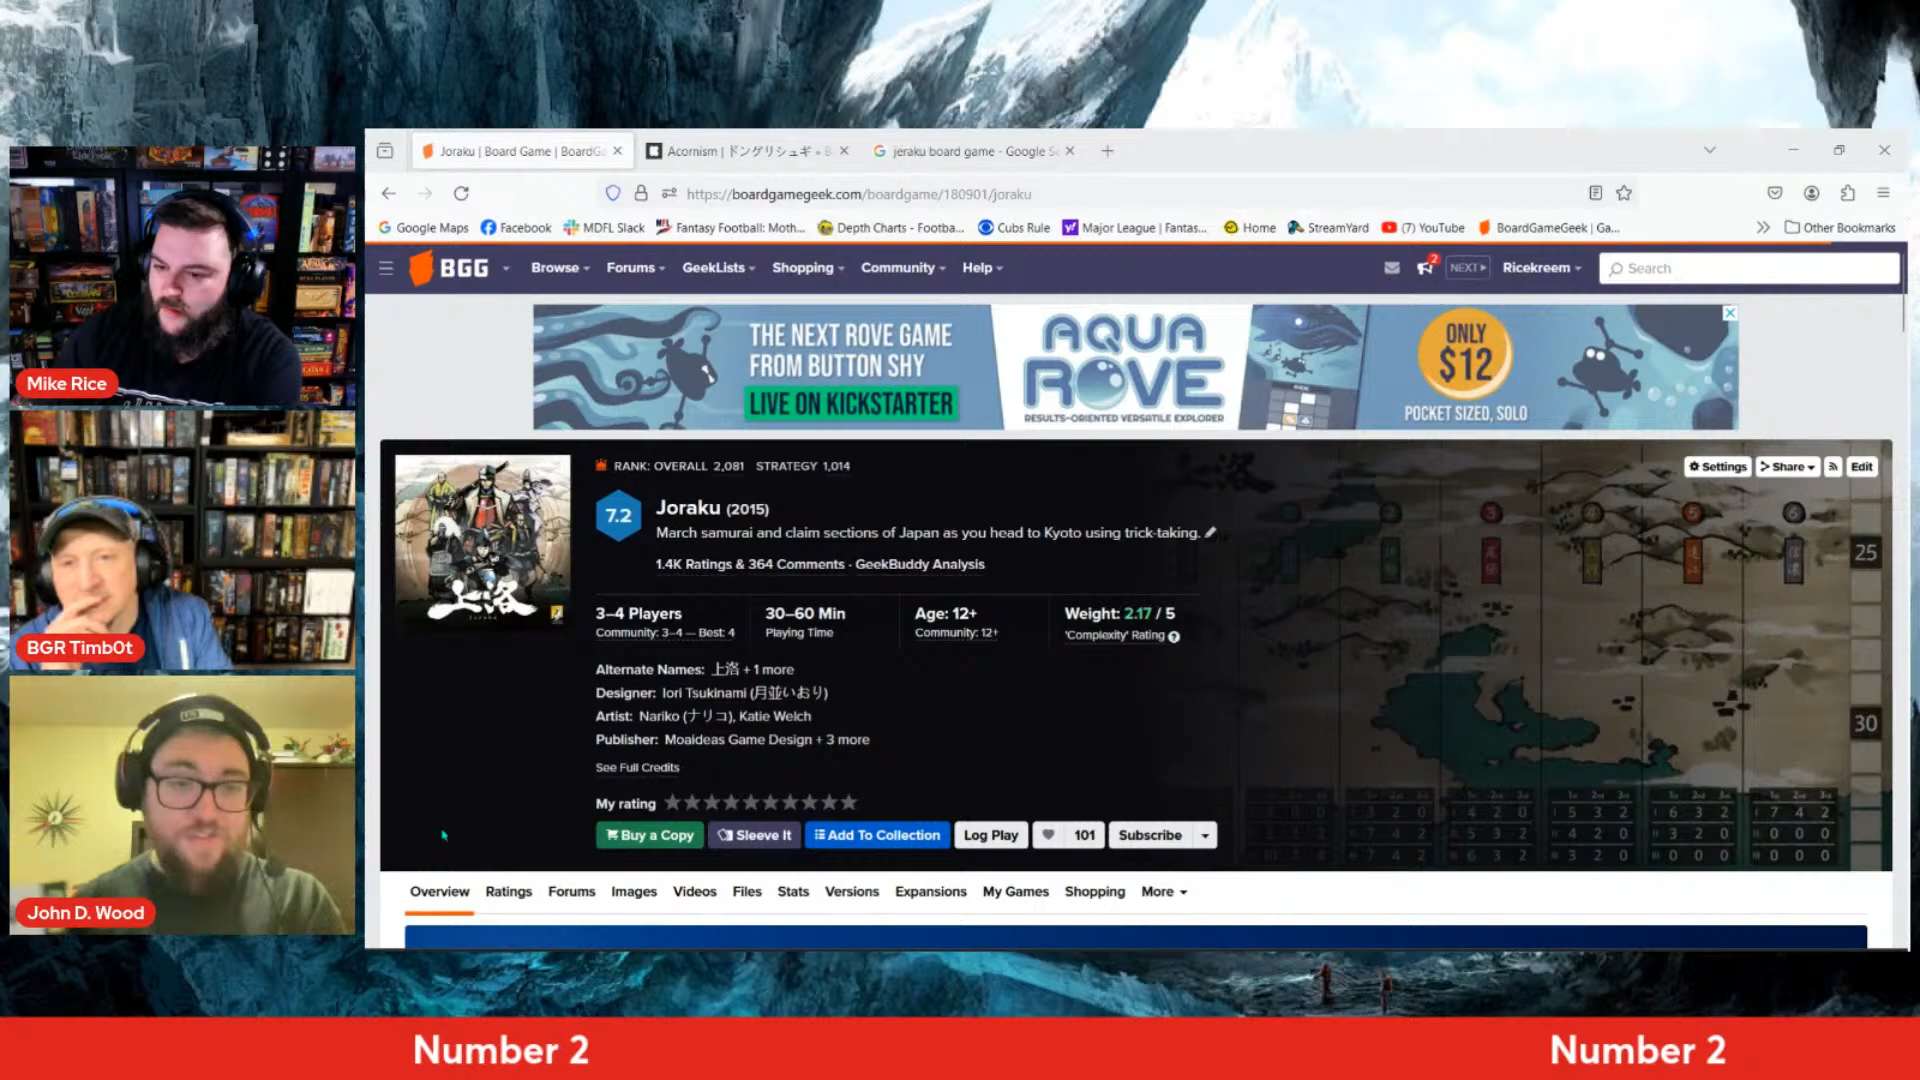 Joraku | Board Game | BoardGa
Acornism | ドングリシュギ » B
jeraku board game - Google Se
https://boardgamegeek.com/boardgame/180901/joraku
Google Maps
Facebook
MDFL Slack
Fantasy Football: Moth...
Depth Charts - Footba...
Cubs Rule
Major League | Fantas...
Home
StreamYard
(7) YouTube
BoardGameGeek | Ga...
Other Bookmarks
BGG
Browse
Forums
GeekLists
Shopping
Community
Help
2
NEXT
Ricekreem
Search
THE NEXT ROVE GAME
FROM BUTTON SHY
LIVE ON KICKSTARTER
AQUA
ROVE
RESULTS-ORIENTED VERSATILE EXPLORER
ONLY
$12
POCKET SIZED, SOLO
Mike Rice
BGR Timb0t
John D. Wood
上洛
Joraku
RANK: OVERALL 2,081 STRATEGY 1,014
Settings
Share
Edit
7.2
Joraku (2015)
March samurai and claim sections of Japan as you head to Kyoto using trick-taking.
1.4K Ratings & 364 Comments · GeekBuddy Analysis
3–4 Players
Community: 3–4 — Best: 4
30–60 Min
Playing Time
Age: 12+
Community: 12+
Weight: 2.17 / 5
'Complexity' Rating
Alternate Names: 上洛 + 1 more
Designer: Iori Tsukinami (月並いおり)
Artist: Nariko (ナリコ), Katie Welch
Publisher: Moaideas Game Design + 3 more
See Full Credits
My rating
Buy a Copy
Sleeve It
Add To Collection
Log Play
101
Subscribe
25
30
Overview
Ratings
Forums
Images
Videos
Files
Stats
Versions
Expansions
My Games
Shopping
More
Number 2
Number 2